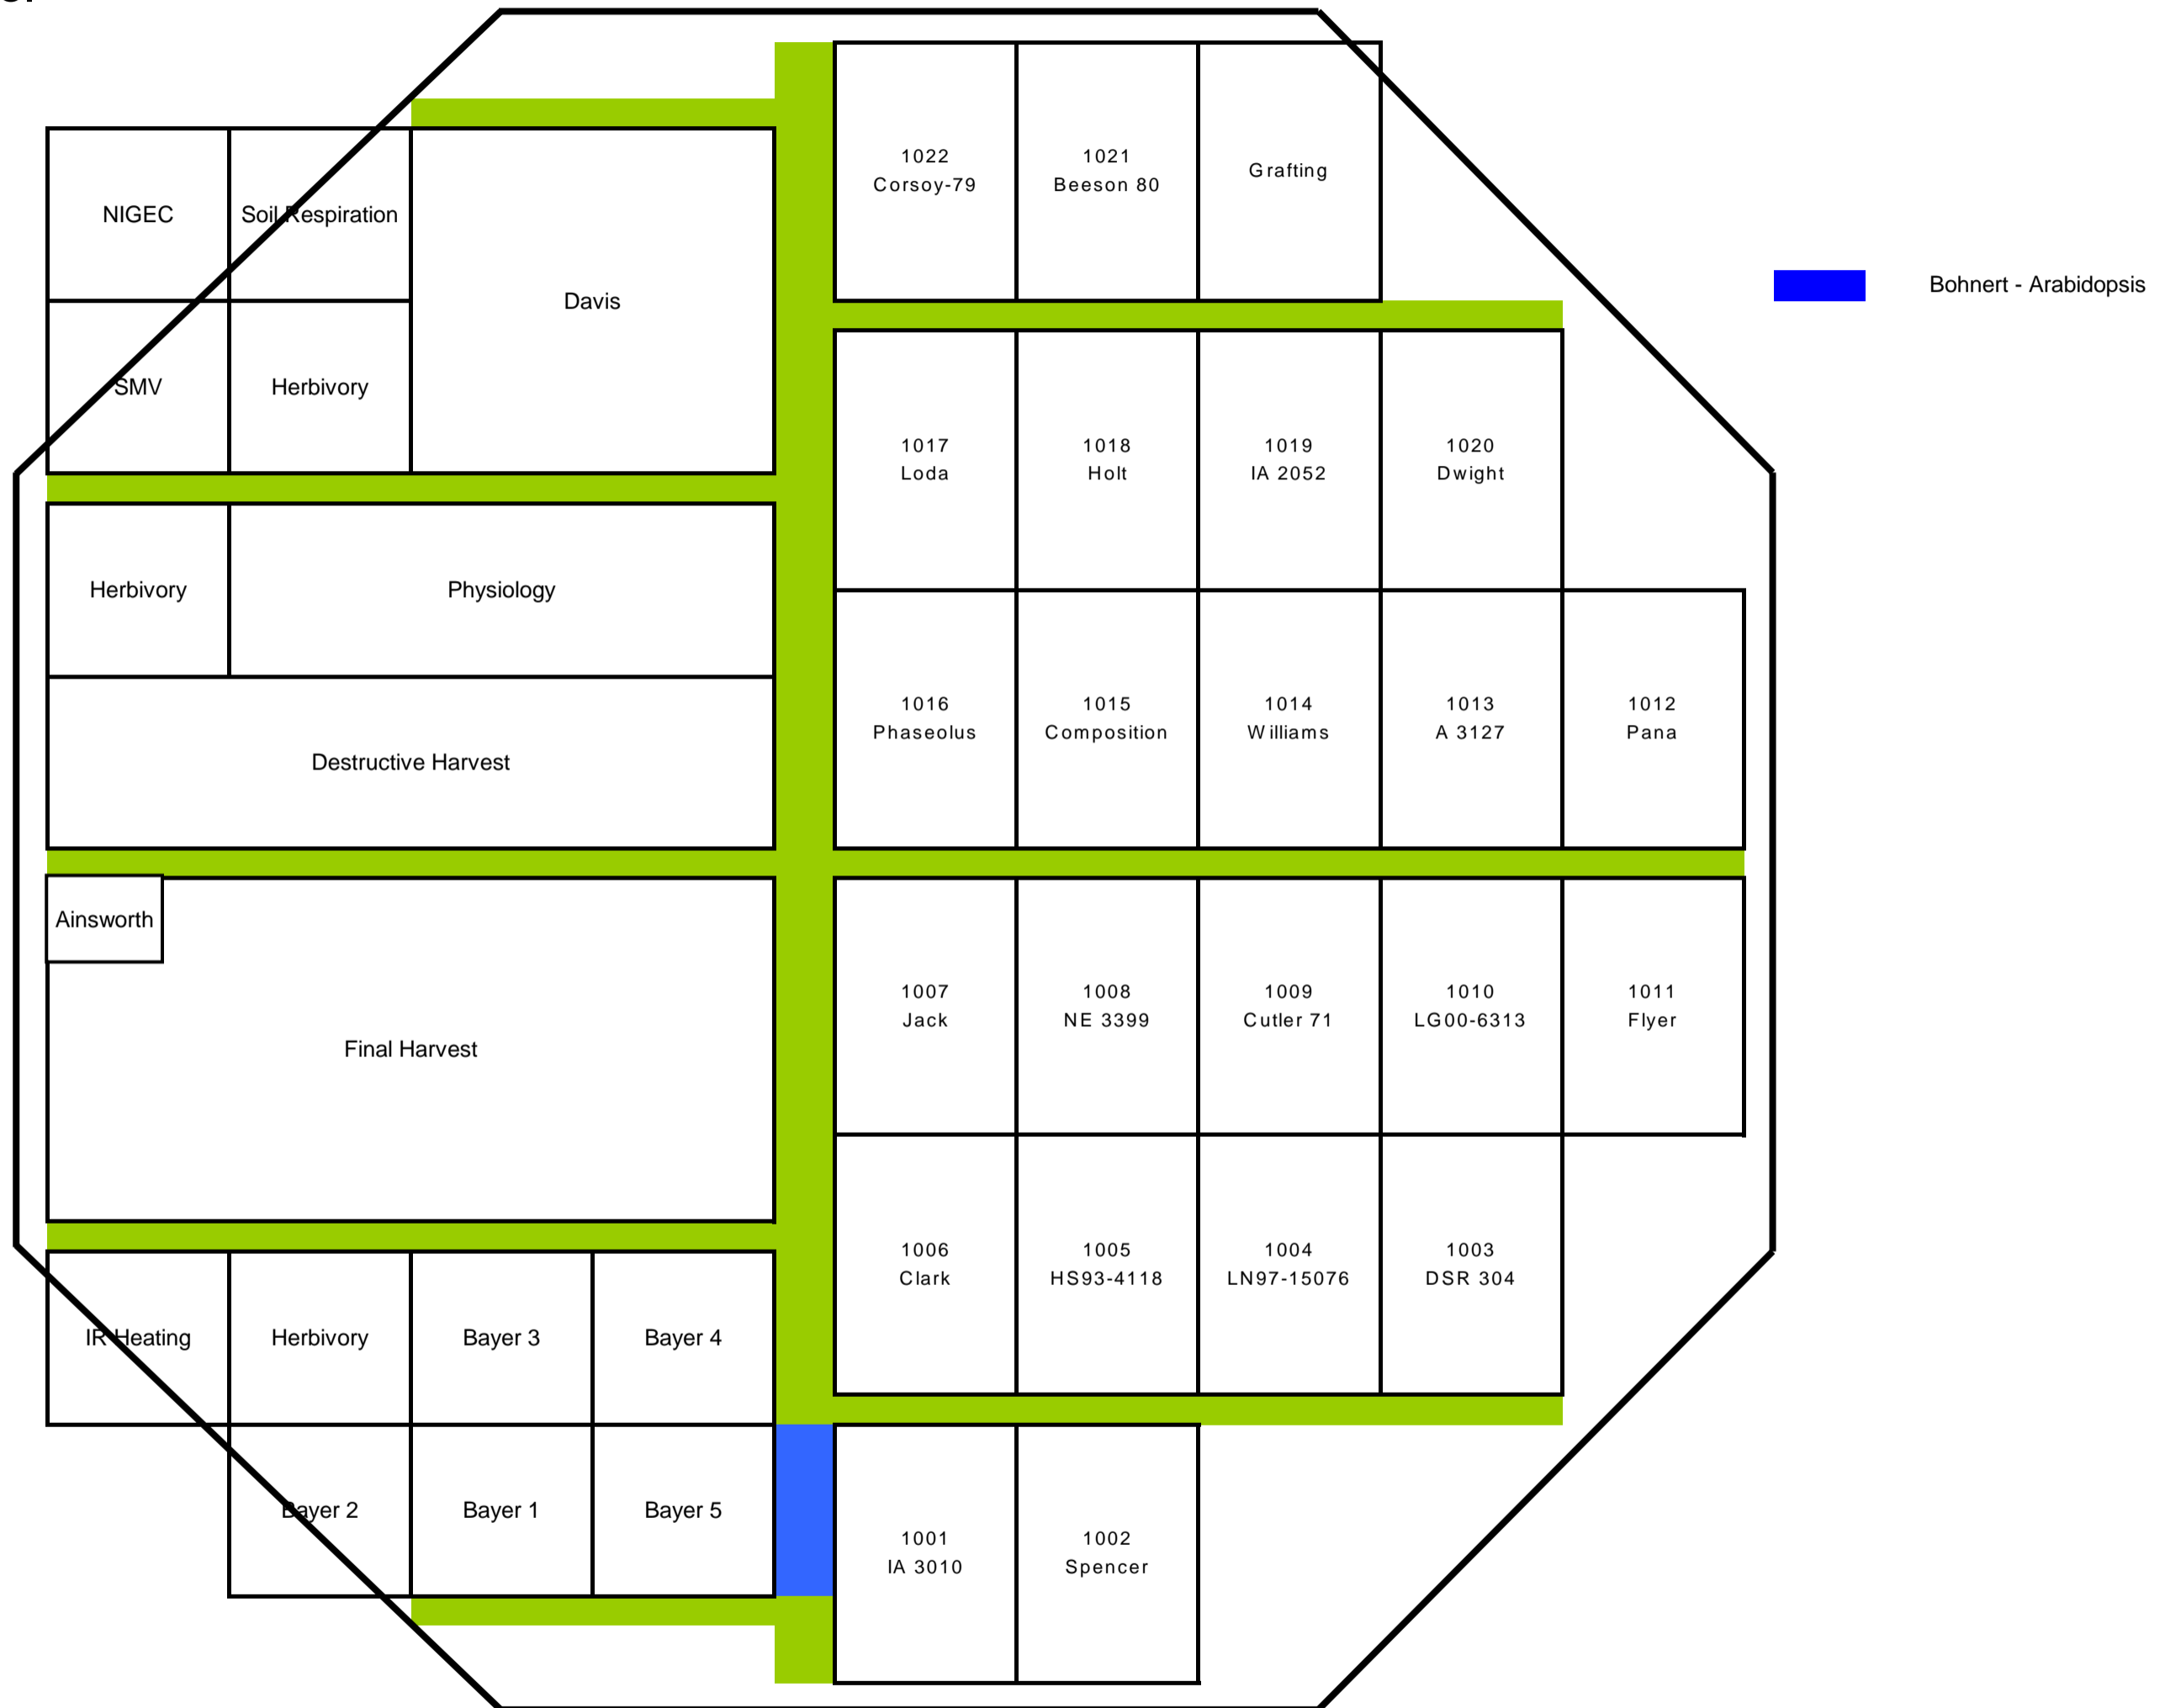 1022
Corsoy-79
1021
Beeson 80
Grafting
NIGEC
Soil Respiration
Davis
Bohnert - Arabidopsis
SMV
Herbivory
1017
Loda
1018
Holt
1019
IA 2052
1020
Dwight
Herbivory
Physiology
1016
Phaseolus
1015
Composition
1014
Williams
1013
A 3127
1012
Pana
Destructive Harvest
Ainsworth
Final Harvest
1007
Jack
1008
NE 3399
1009
Cutler 71
1010
LG00-6313
1011
Flyer
1006
Clark
1005
HS93-4118
1004
LN97-15076
1003
DSR 304
IR Heating
Herbivory
Bayer 3
Bayer 4
Bayer 2
Bayer 1
Bayer 5
1001
IA 3010
1002
Spencer